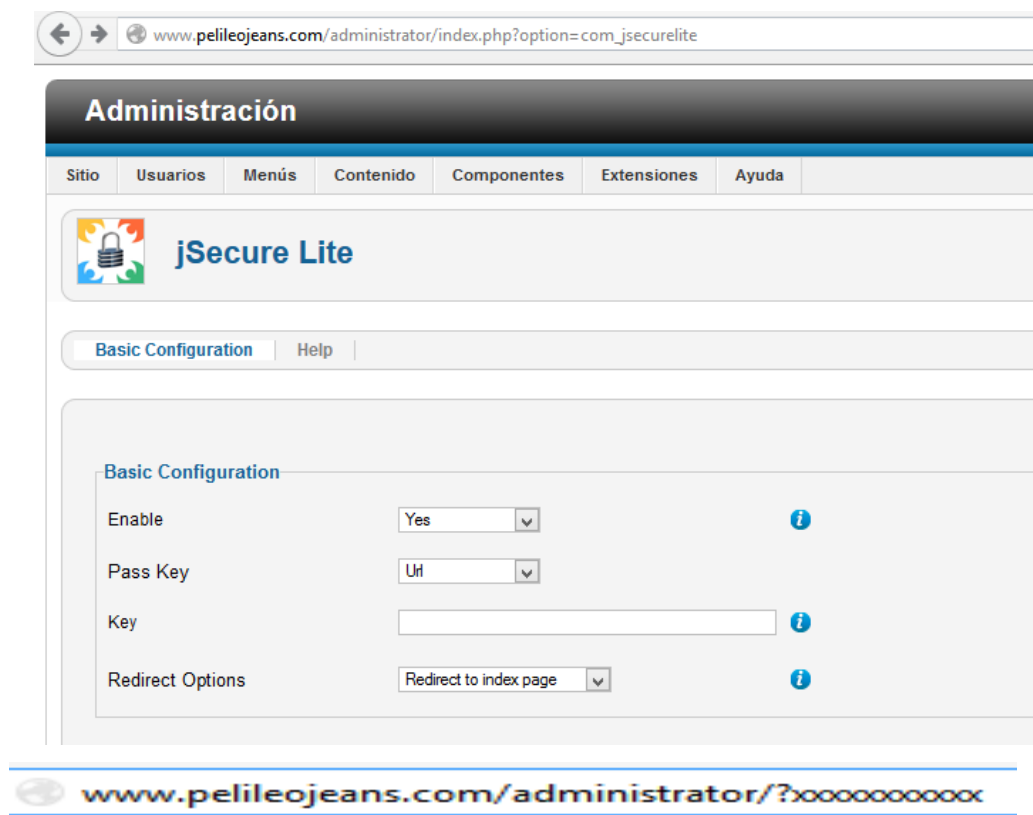 www.pelileojeans.com/administrator/index.php?option=com_jsecurelite
Administración
Sitio Usuarios Menús Contenido Componentes Extensiones Ayuda
jSecure Lite
Basic Configuration Help
Basic Configuration
Enable Yes
Pass Key Url
Key
Redirect Options Redirect to index page
www.pelileojeans.com/administrator/?xxxxxxxxxxx